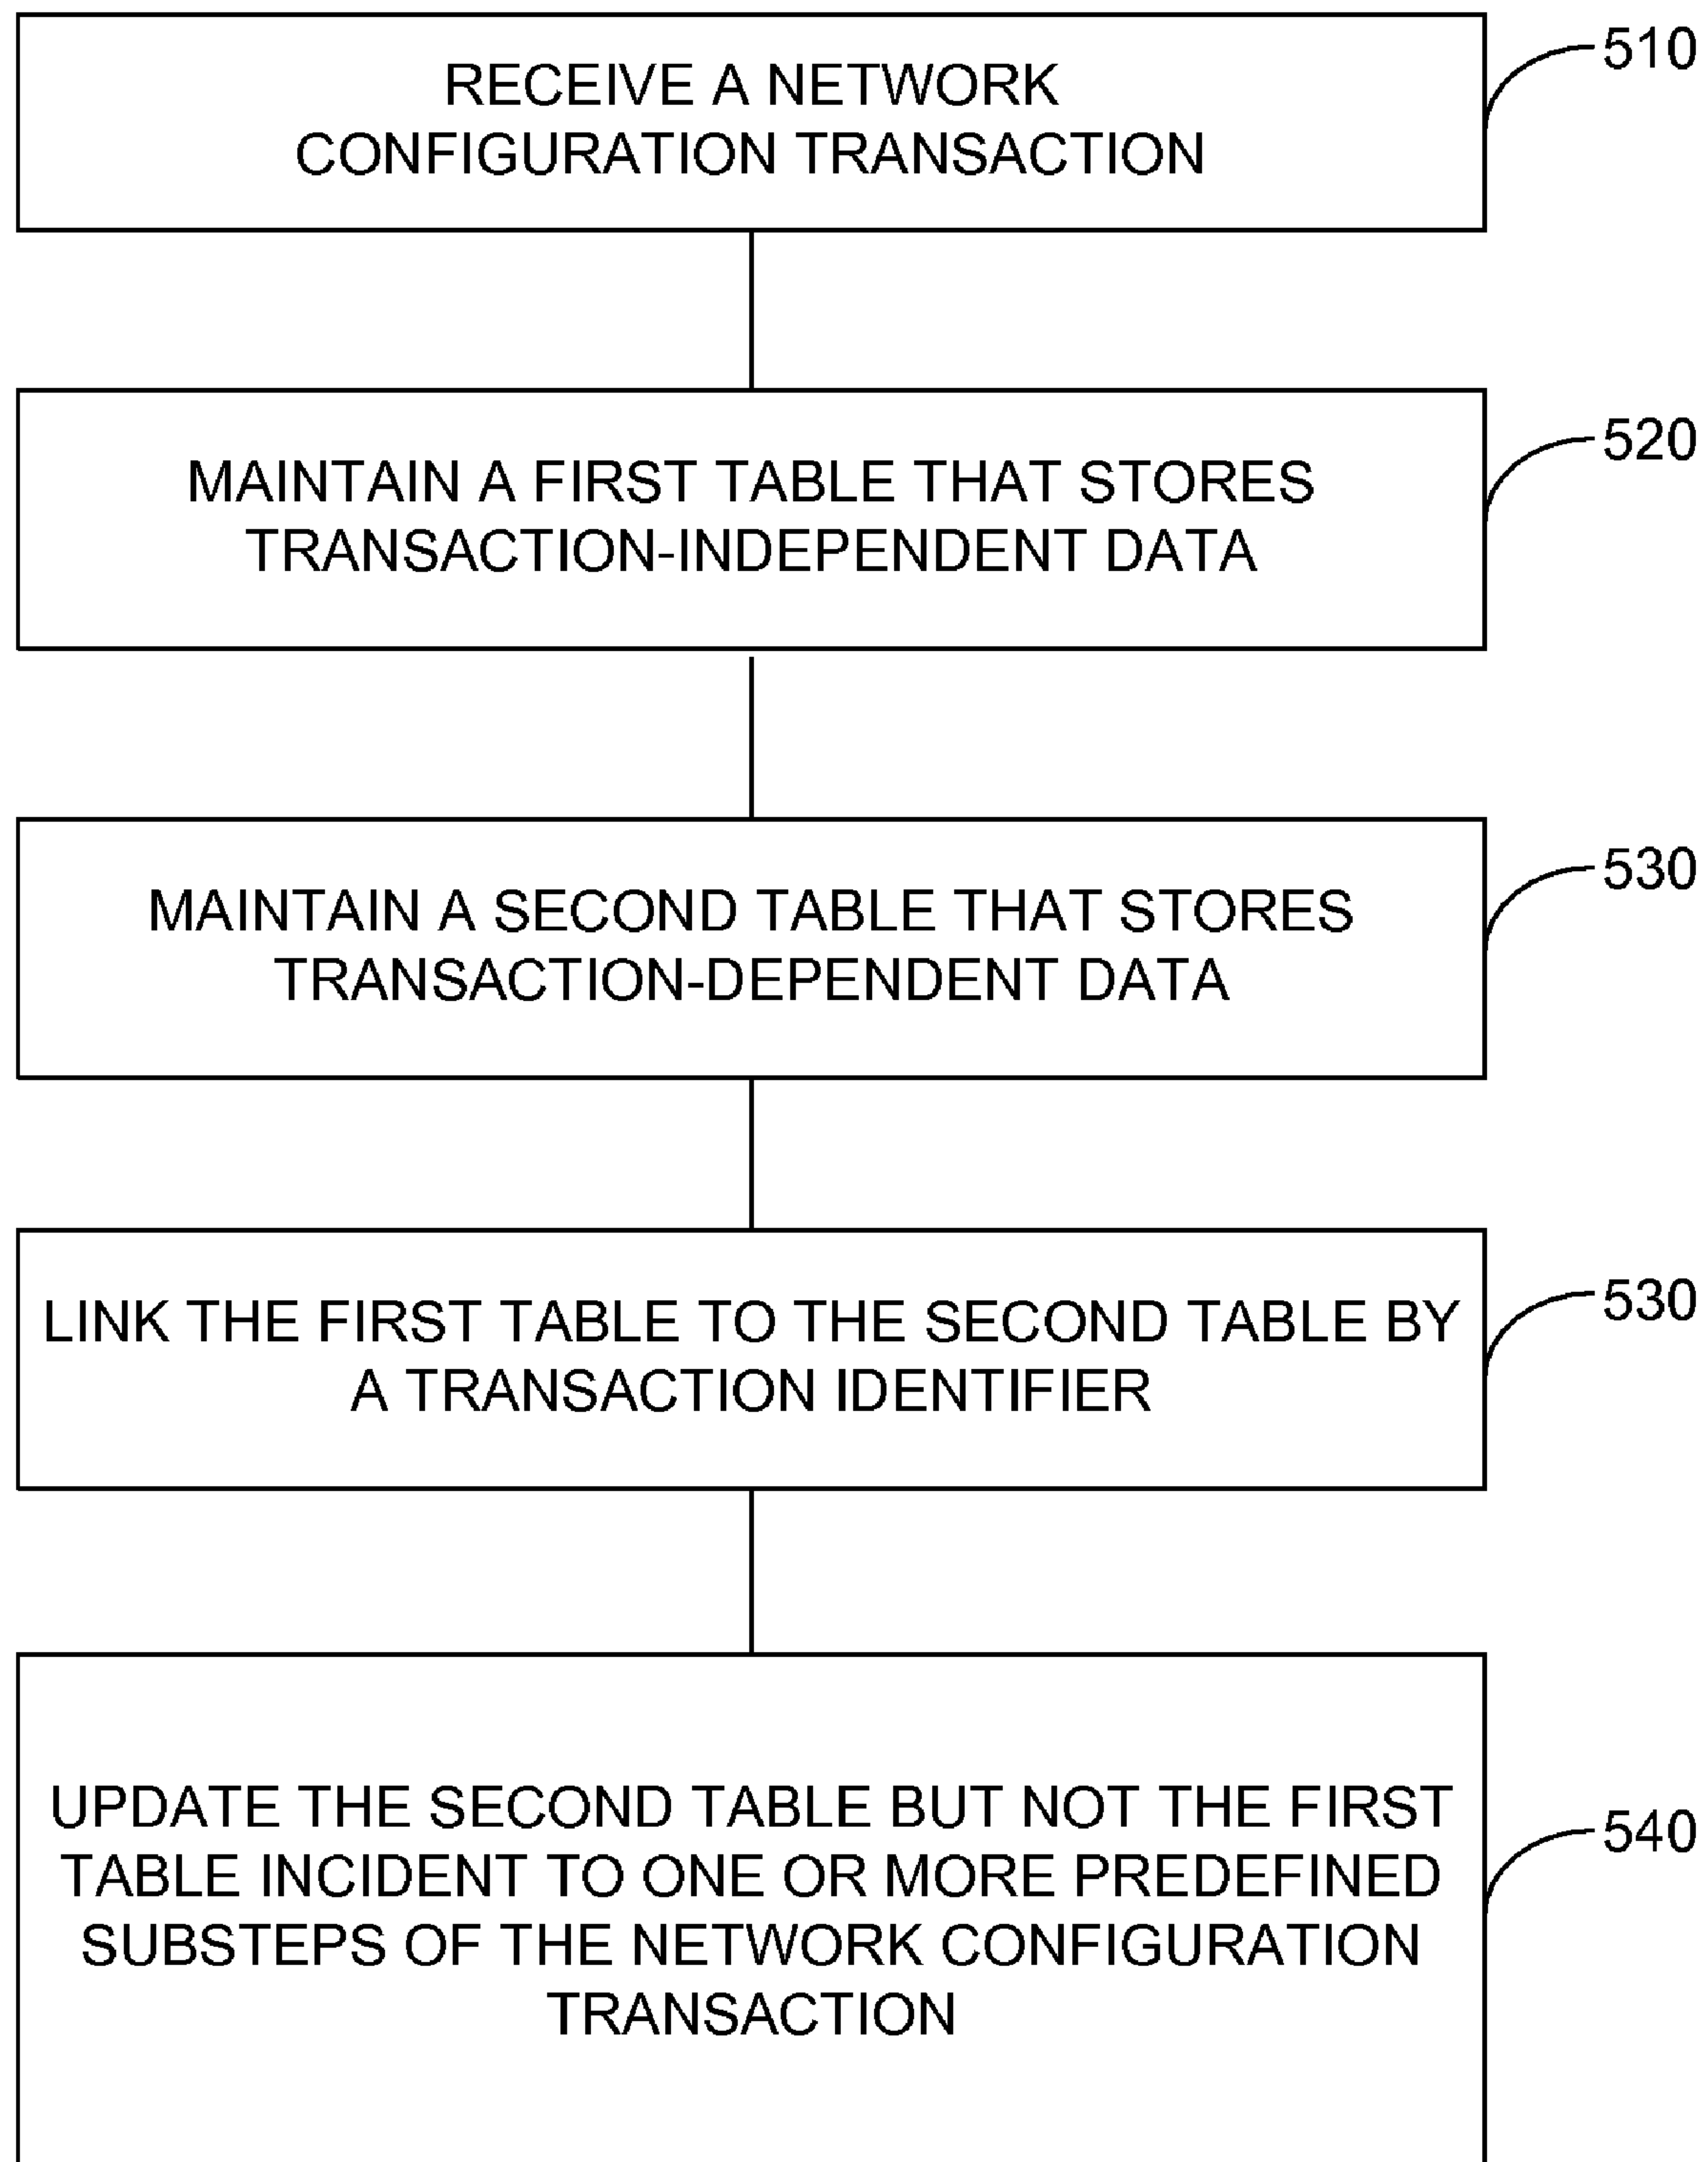 RECEIVE A NETWORK
CONFIGURATION TRANSACTION
510
MAINTAIN A FIRST TABLE THAT STORES
TRANSACTION-INDEPENDENT DATA
520
MAINTAIN A SECOND TABLE THAT STORES
TRANSACTION-DEPENDENT DATA
530
LINK THE FIRST TABLE TO THE SECOND TABLE BY
A TRANSACTION IDENTIFIER
530
UPDATE THE SECOND TABLE BUT NOT THE FIRST
TABLE INCIDENT TO ONE OR MORE PREDEFINED
SUBSTEPS OF THE NETWORK CONFIGURATION
TRANSACTION
540